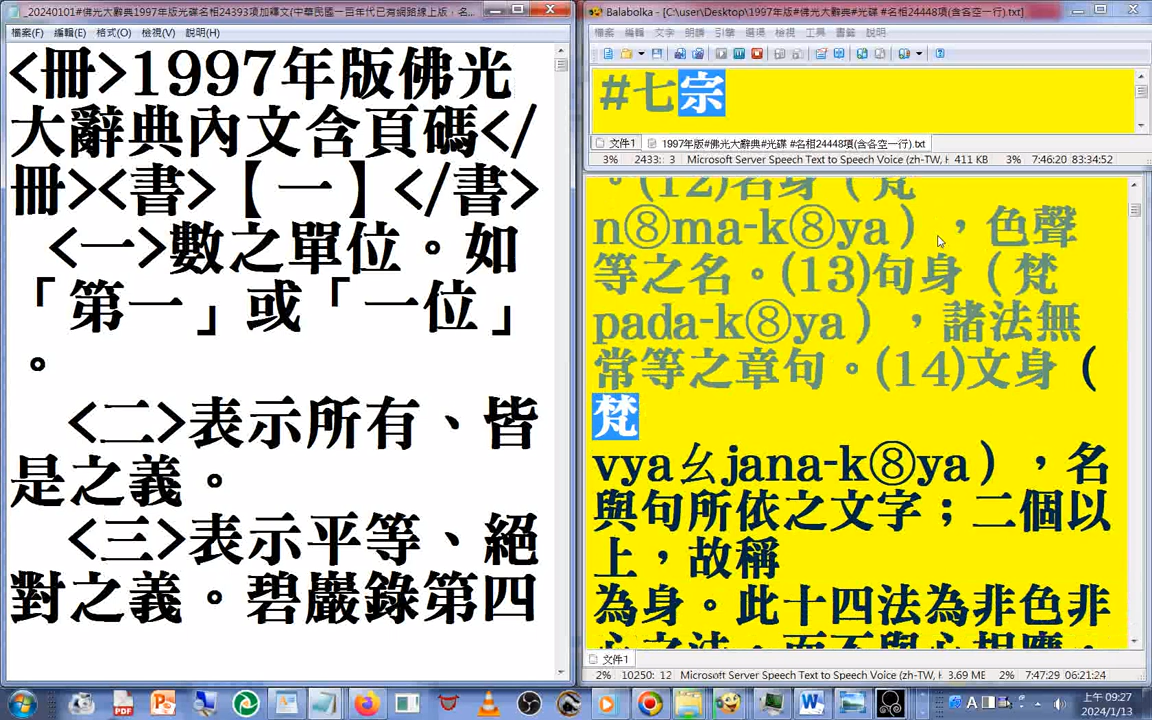 _20240101#佛光大辭典1997年版光碟名相24393項加釋文(中華民國一百年代已有網路線上版，名...
檔案(F) 編輯(E) 格式(O) 檢視(V) 說明(H)
<冊>1997年版佛光
大辭典內文含頁碼</
冊><書>【一】</書>
<一>數之單位。如
「第一」或「一位」
。
<二>表示所有、皆
是之義。
<三>表示平等、絕
對之義。碧巖錄第四
Balabolka - [C:\user\Desktop\1997年版#佛光大辭典#光碟 #名相24448項(含各空一行).txt]
檔案 編輯 文字 朗讀 引擎 選項 檢視 工具 書籤 說明
#七宗
文件1 1997年版#佛光大辭典#光碟 #名相24448項(含各空一行).txt
3% 2433: 3 Microsoft Server Speech Text to Speech Voice (zh-TW, H 411 KB 3% 7:46:20 83:34:52
。(12)名身（梵
n⑧ma-k⑧ya），色聲
等之名。(13)句身（梵
pada-k⑧ya），諸法無
常等之章句。(14)文身（
梵
vyaㄠjana-k⑧ya），名
與句所依之文字；二個以
上，故稱
為身。此十四法為非色非
心之法，而不與心相應，
文件1
2% 10250: 12 Microsoft Server Speech Text to Speech Voice (zh-TW, 3.69 MB 2% 7:47:29 06:21:24
上午 09:27
2024/1/13